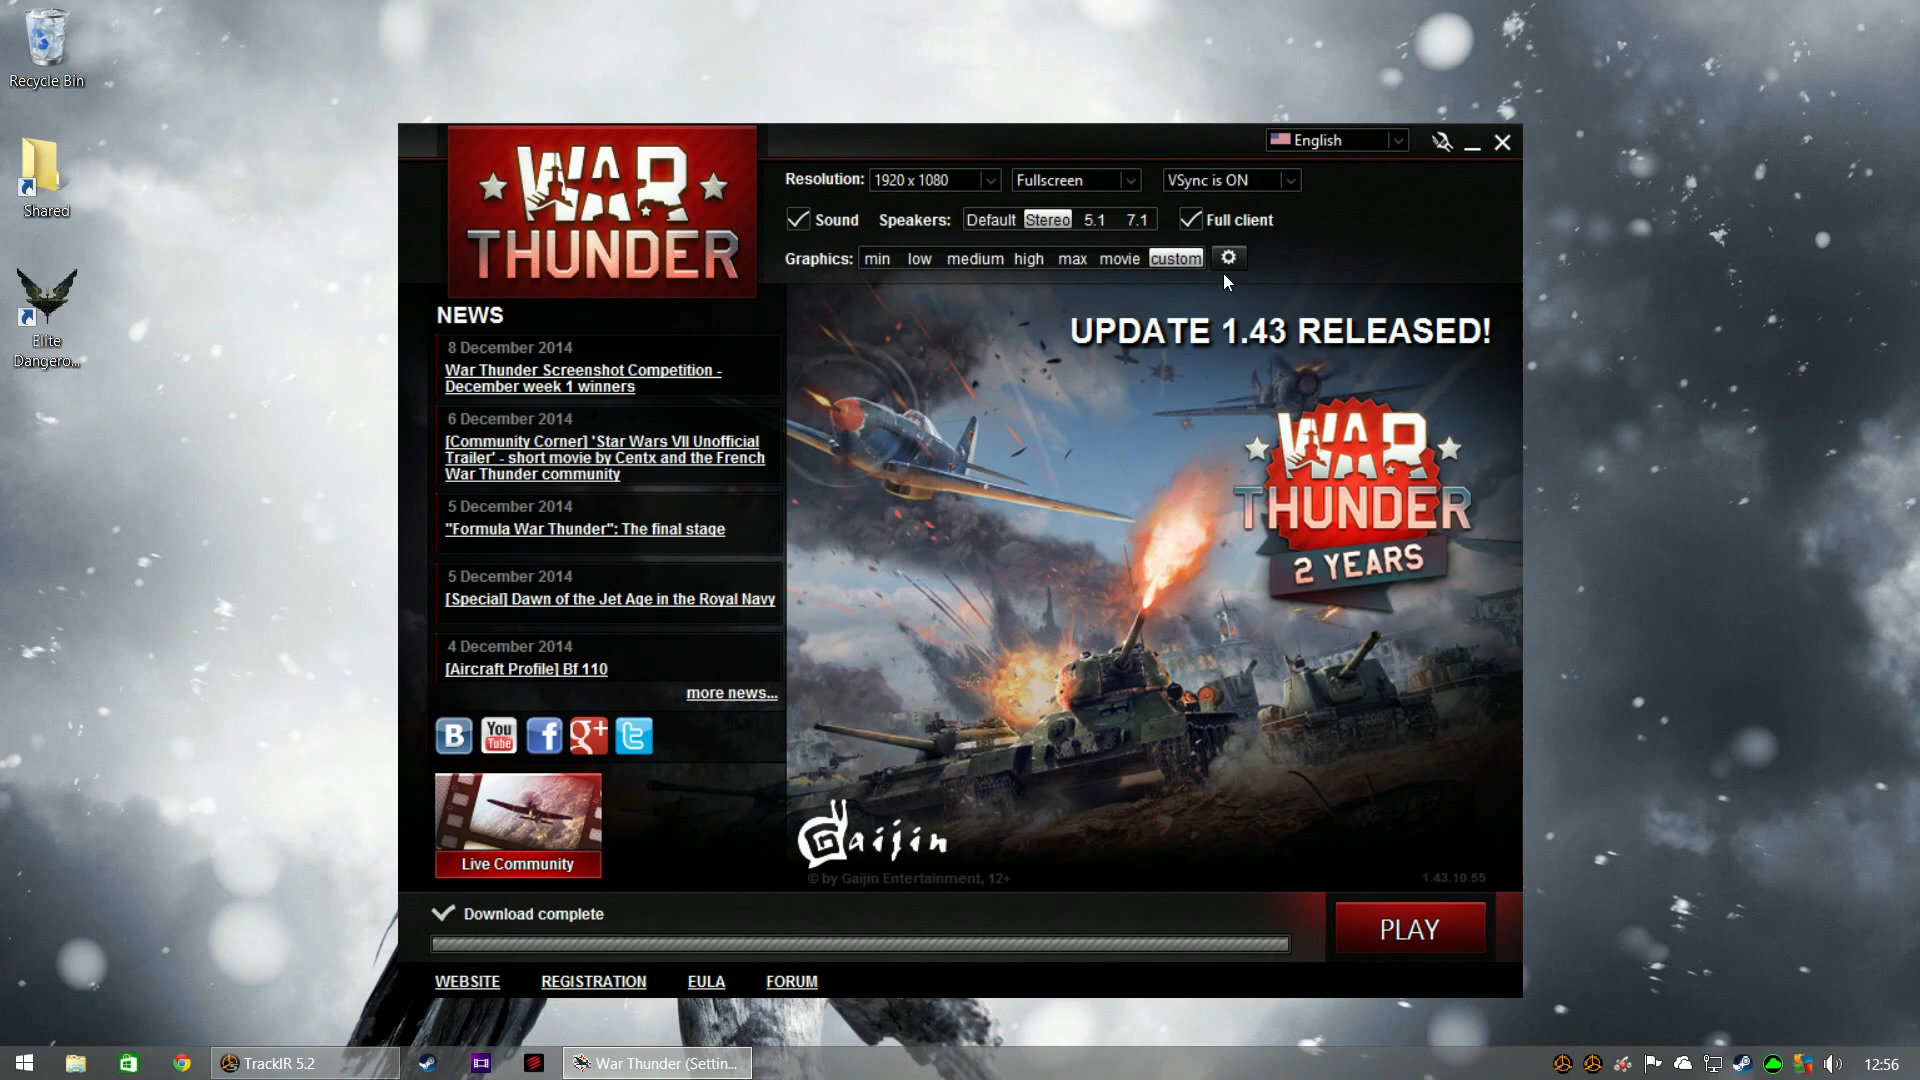 Recycle Bin
Shared
Elite
Dangero...
WAR
THUNDER
English
Resolution: 1920 x 1080 Fullscreen VSync is ON
Sound Speakers: Default Stereo 5.1 7.1 Full client
Graphics: min low medium high max movie custom
NEWS
8 December 2014
War Thunder Screenshot Competition -
December week 1 winners
6 December 2014
[Community Corner] 'Star Wars VII Unofficial
Trailer' - short movie by Centx and the French
War Thunder community
5 December 2014
"Formula War Thunder": The final stage
5 December 2014
[Special] Dawn of the Jet Age in the Royal Navy
4 December 2014
[Aircraft Profile] Bf 110
more news...
B You Tube f g+ t
Live Community
UPDATE 1.43 RELEASED!
WAR
THUNDER
2 YEARS
Gaijin
© by Gaijin Entertainment, 12+
1.43.10.55
Download complete
PLAY
WEBSITE REGISTRATION EULA FORUM
TrackIR 5.2
War Thunder (Settin...
12:56